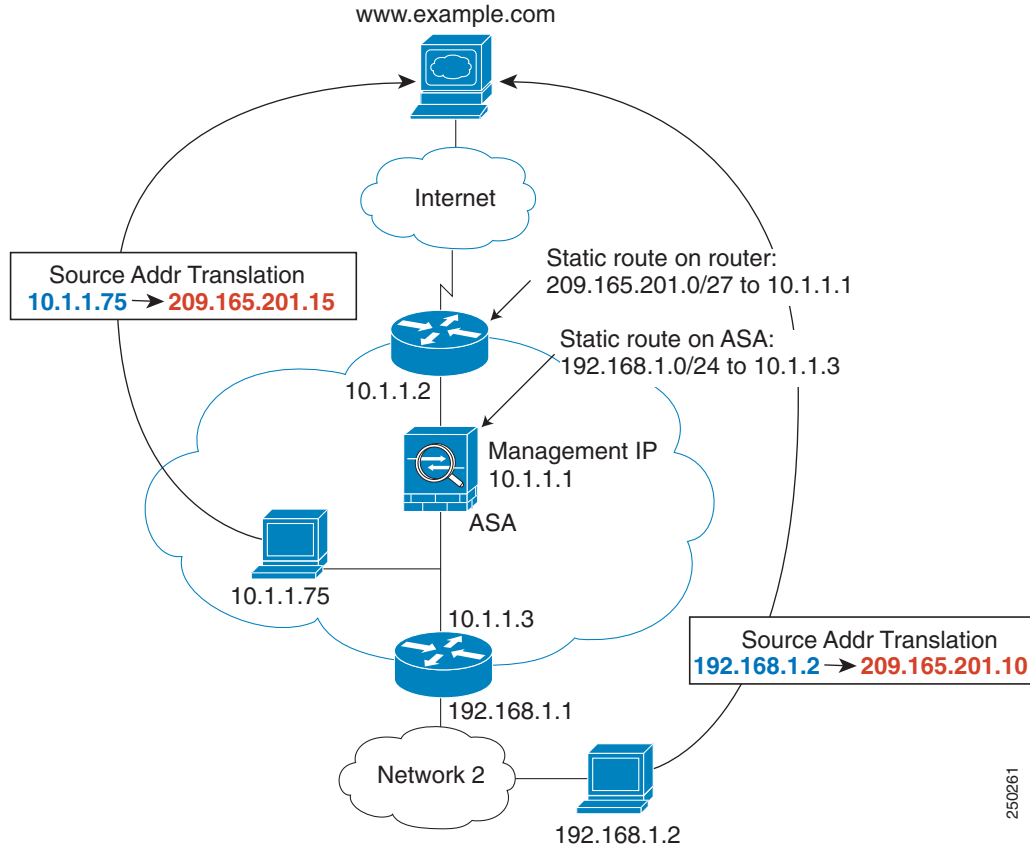 www.example.com
Internet
Source Addr Translation
10.1.1.75 → 209.165.201.15
Static route on router:
209.165.201.0/27 to 10.1.1.1
Static route on ASA:
192.168.1.0/24 to 10.1.1.3
10.1.1.2
Management IP
10.1.1.1
ASA
10.1.1.75
10.1.1.3
Source Addr Translation
192.168.1.2 → 209.165.201.10
192.168.1.1
Network 2
192.168.1.2
250261